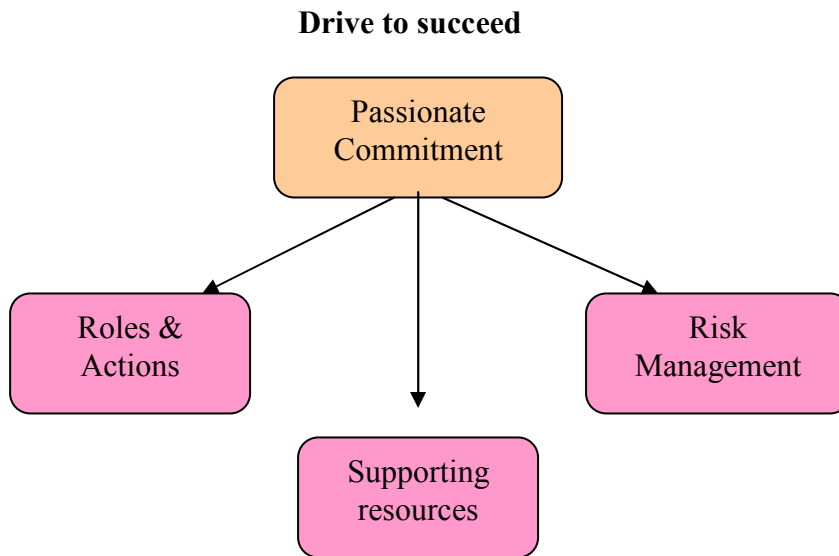 Drive to succeed
Passionate
Commitment
Roles &
Actions
Risk
Management
Supporting
resources